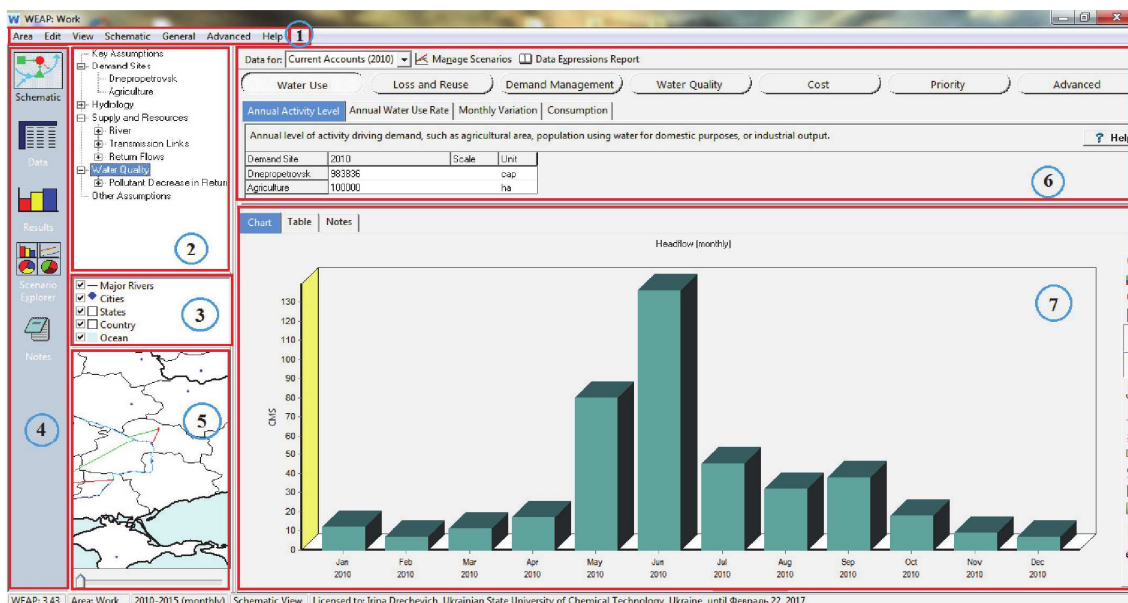 WEAP: Work
Area Edit View Schematic General Advanced Help 1
Schematic
Data
Results
Scenario
Explorer
Notes
4
Key Assumptions
Demand Sites
Dnepropetrovsk
Agriculture
Hydrology
Supply and Resources
River
Transmission Links
Return Flows
Water Quality
Pollutant Decrease in Return
Other Assumptions
2
Major Rivers
Cities
States
Country
Ocean
3
5
Data for: Current Accounts (2010) Manage Scenarios Data Expressions Report
Water Use Loss and Reuse Demand Management Water Quality Cost Priority Advanced
Annual Activity Level Annual Water Use Rate Monthly Variation Consumption
Annual level of activity driving demand, such as agricultural area, population using water for domestic purposes, or industrial output.
? Help
Demand Site 2010 Scale Unit
Dnepropetrovsk 983836 cap
Agriculture 100000 ha
6
Chart Table Notes
Headflow (monthly)
7
CMS
130
120
110
100
90
80
70
60
50
40
30
20
10
0
Jan Feb Mar Apr May Jun Jul Aug Sep Oct Nov Dec
2010 2010 2010 2010 2010 2010 2010 2010 2010 2010 2010 2010
WEAP: 3.43 Area: Work 2010-2015 (monthly) Schematic View Licensed to: Irina Drechevich, Ukrainian State University of Chemical Technology, Ukraine, until Февраль 22, 2017